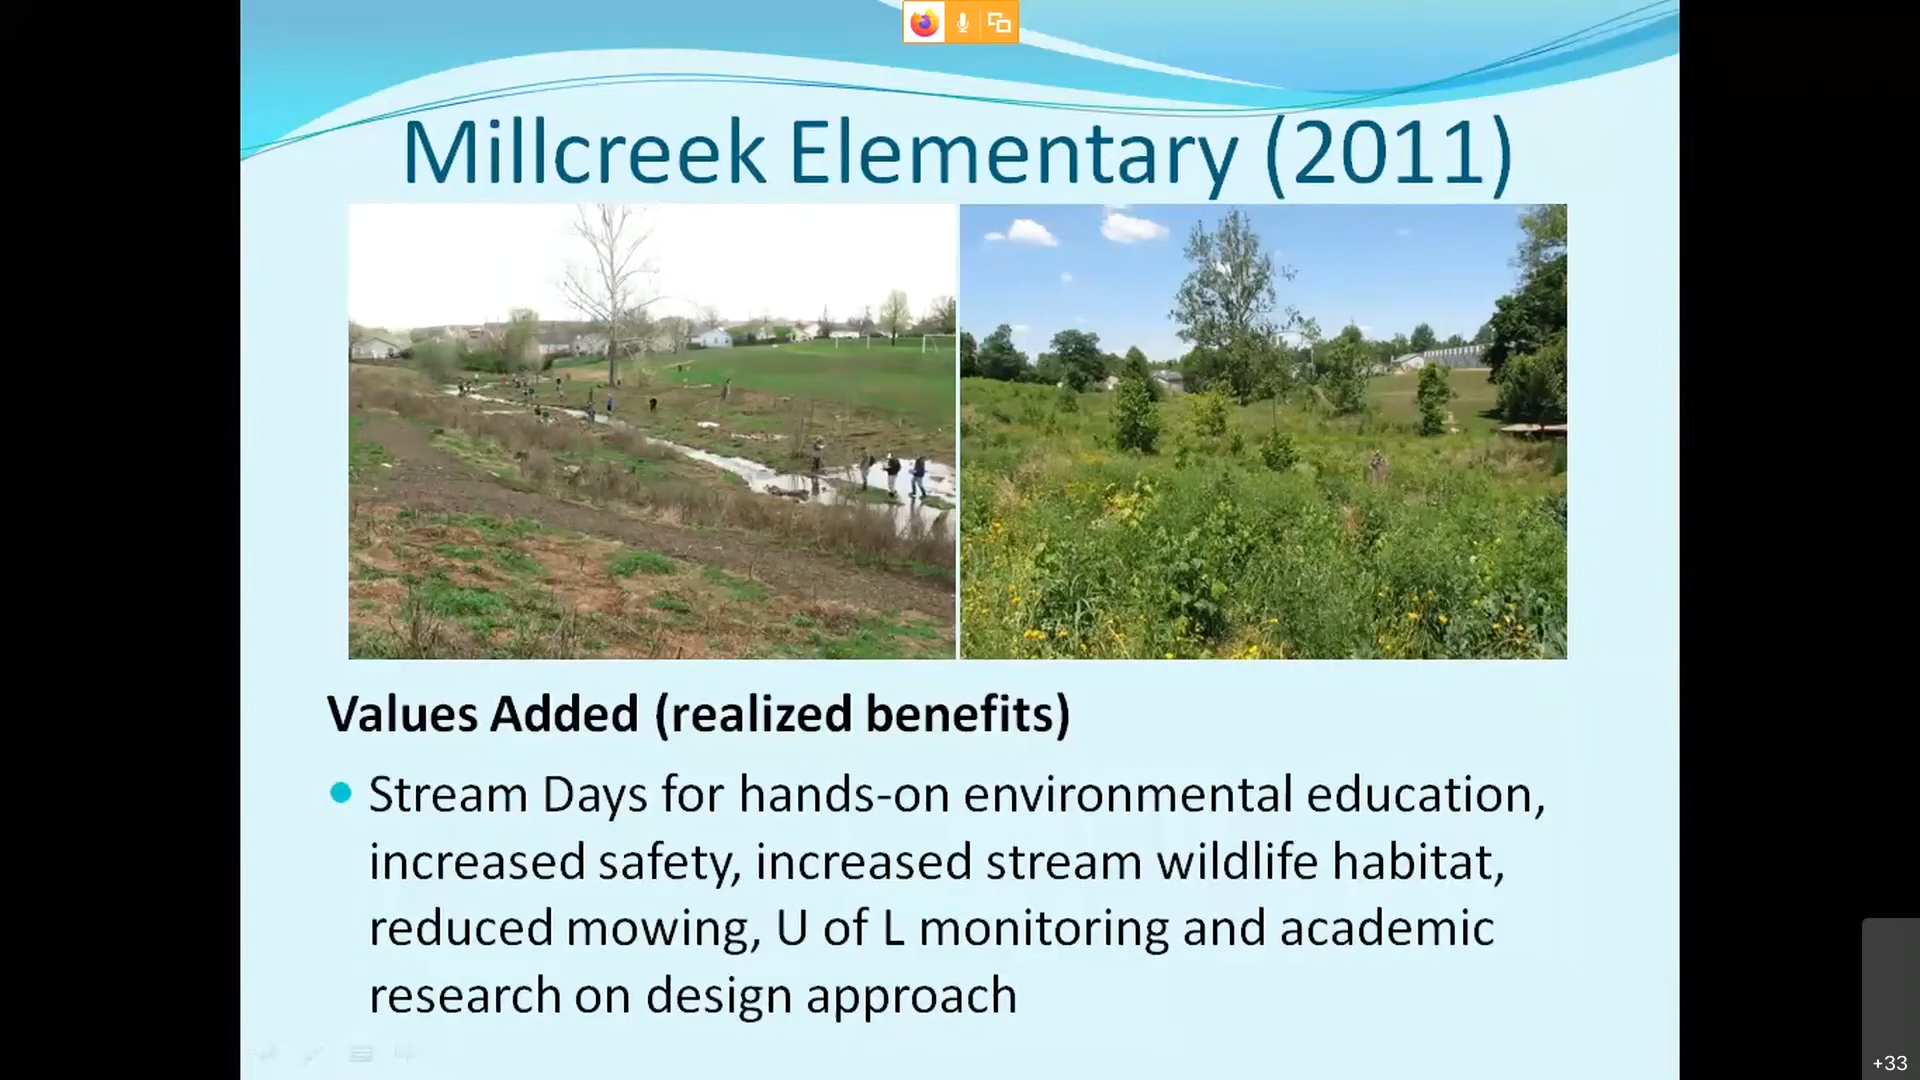 Millcreek Elementary (2011)
Values Added (realized benefits)
Stream Days for hands-on environmental education,
increased safety, increased stream wildlife habitat,
reduced mowing, U of L monitoring and academic
research on design approach
+33